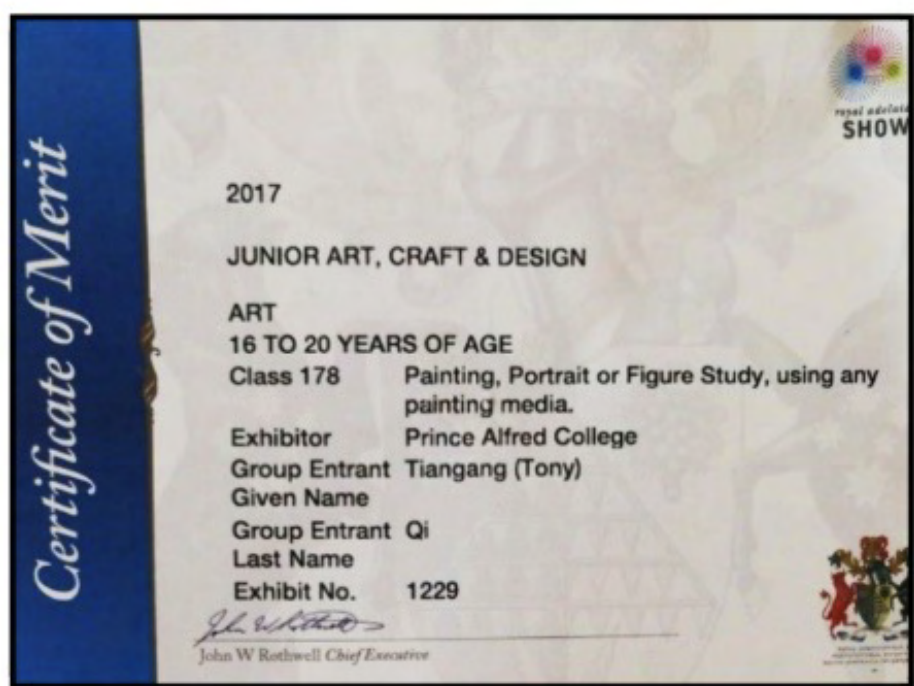 Certificate of Merit
royal adelaide
SHOW
2017
JUNIOR ART, CRAFT & DESIGN
ART
16 TO 20 YEARS OF AGE
Class 178 Painting, Portrait or Figure Study, using any
painting media.
Exhibitor Prince Alfred College
Group Entrant Tiangang (Tony)
Given Name
Group Entrant Qi
Last Name
Exhibit No. 1229
John W Rothwell Chief Executive